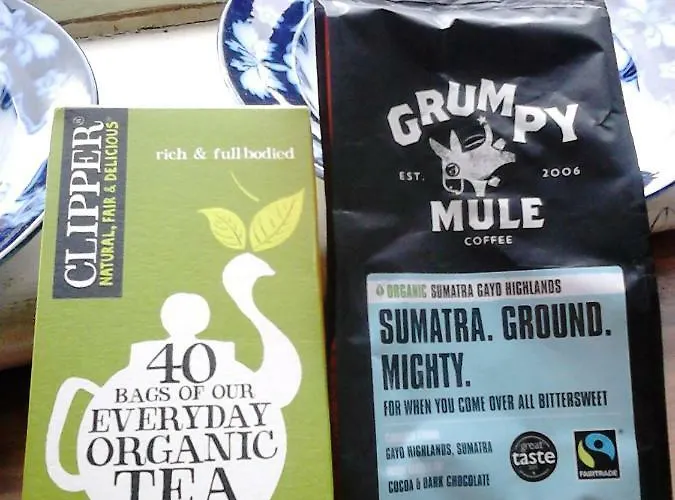 CLIPPER®
NATURAL, FAIR & DELICIOUS®
rich & full bodied
40
BAGS OF OUR
EVERYDAY
ORGANIC
TEA
GRUMPY
EST. 2006
MULE
COFFEE
ORGANIC SUMATRA GAYO HIGHLANDS
SUMATRA. GROUND.
MIGHTY.
FOR WHEN YOU COME OVER ALL BITTERSWEET
GAYO HIGHLANDS, SUMATRA
COCOA & DARK CHOCOLATE
great
taste
FAIRTRADE